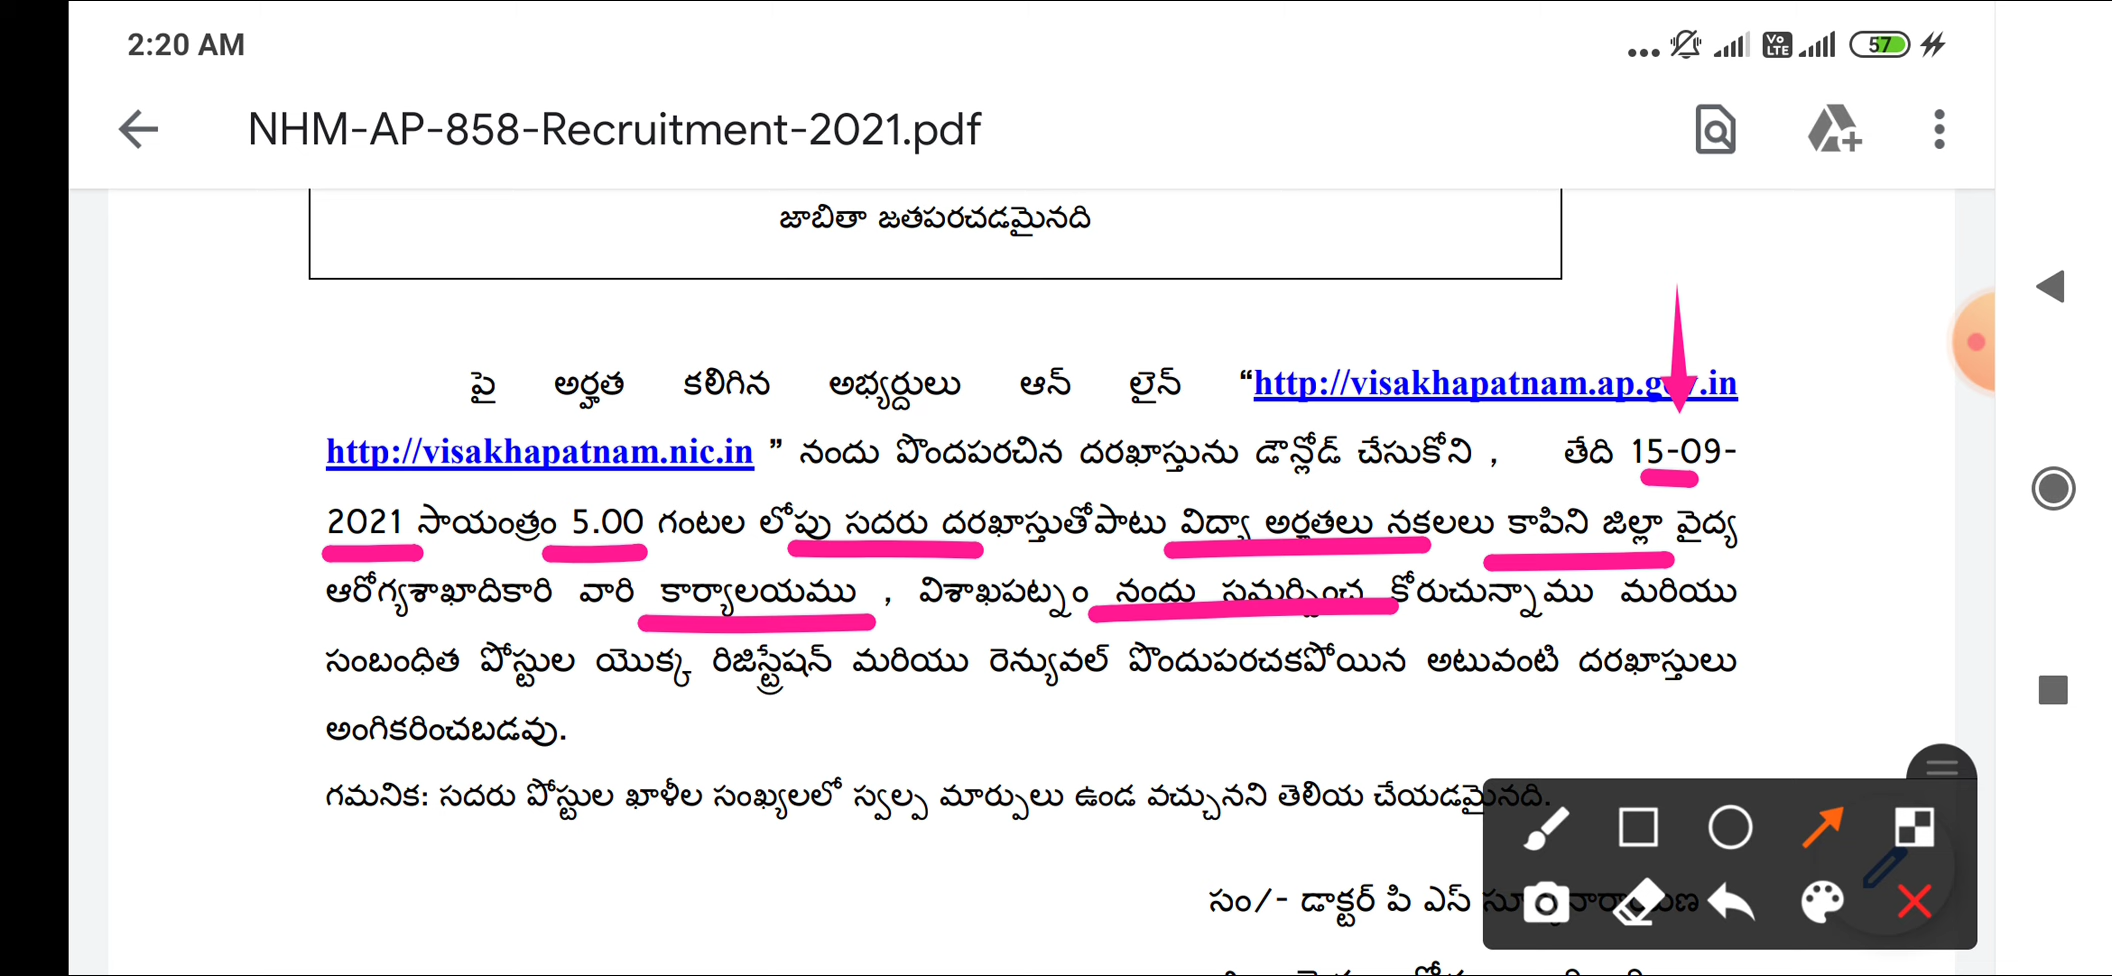 2:20 AM
Vo LTE 57
NHM-AP-858-Recruitment-2021.pdf
జాబితా జతపరచడమైనది
పై అర్హత కలిగిన అభ్యర్దులు ఆన్ లైన్ “http://visakhapatnam.ap.gov.in
http://visakhapatnam.nic.in ” నందు పొందపరచిన దరఖాస్తును డౌన్లోడ్ చేసుకోని , తేది 15-09-
2021 సాయంత్రం 5.00 గంటల లోపు సదరు దరఖాస్తుతోపాటు విద్యా అర్హతలు నకలలు కాపిని జిల్లా వైద్య
ఆరోగ్యశాఖాదికారి వారి కార్యాలయము , విశాఖపట్నం నందు సమర్పించ కోరుచున్నాము మరియు
సంబంధిత పోస్టుల యొక్క రిజిస్ట్రేషన్ మరియు రెన్యువల్ పొందుపరచకపోయిన అటువంటి దరఖాస్తులు
అంగికరించబడవు.
గమనిక: సదరు పోస్టుల ఖాళీల సంఖ్యలలో స్వల్ప మార్పులు ఉండ వచ్చునని తెలియ చేయడమైనది.
సం/- డాక్టర్ పి ఎస్